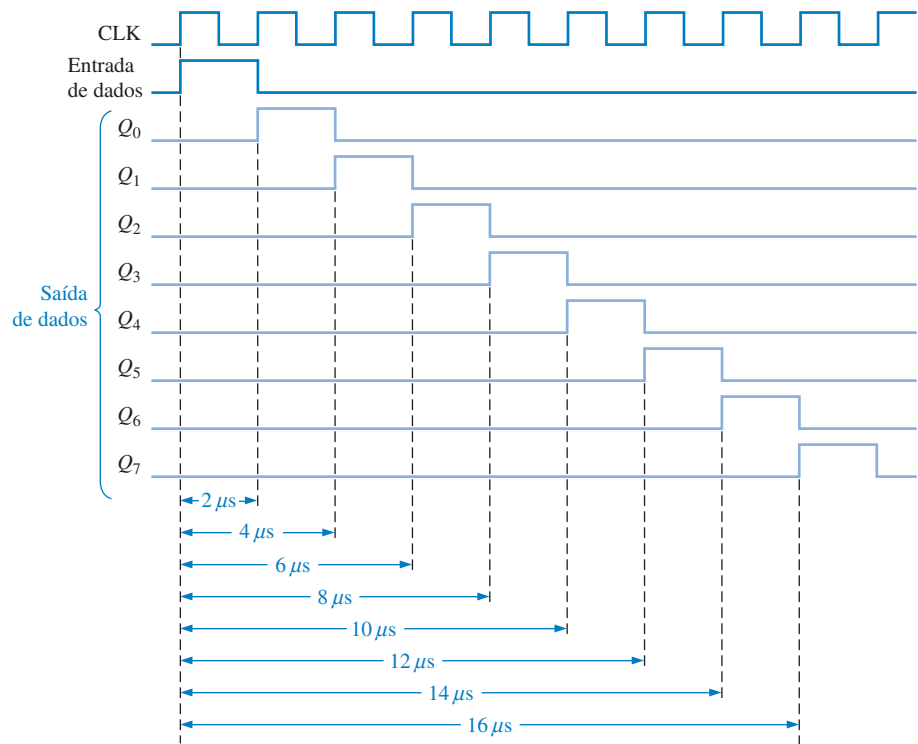 CLK
Entrada
de dados
Q₀
Q₁
Q₂
Q₃
Saída
de dados
Q₄
Q₅
Q₆
Q₇
2 μs
4 μs
6 μs
8 μs
10 μs
12 μs
14 μs
16 μs